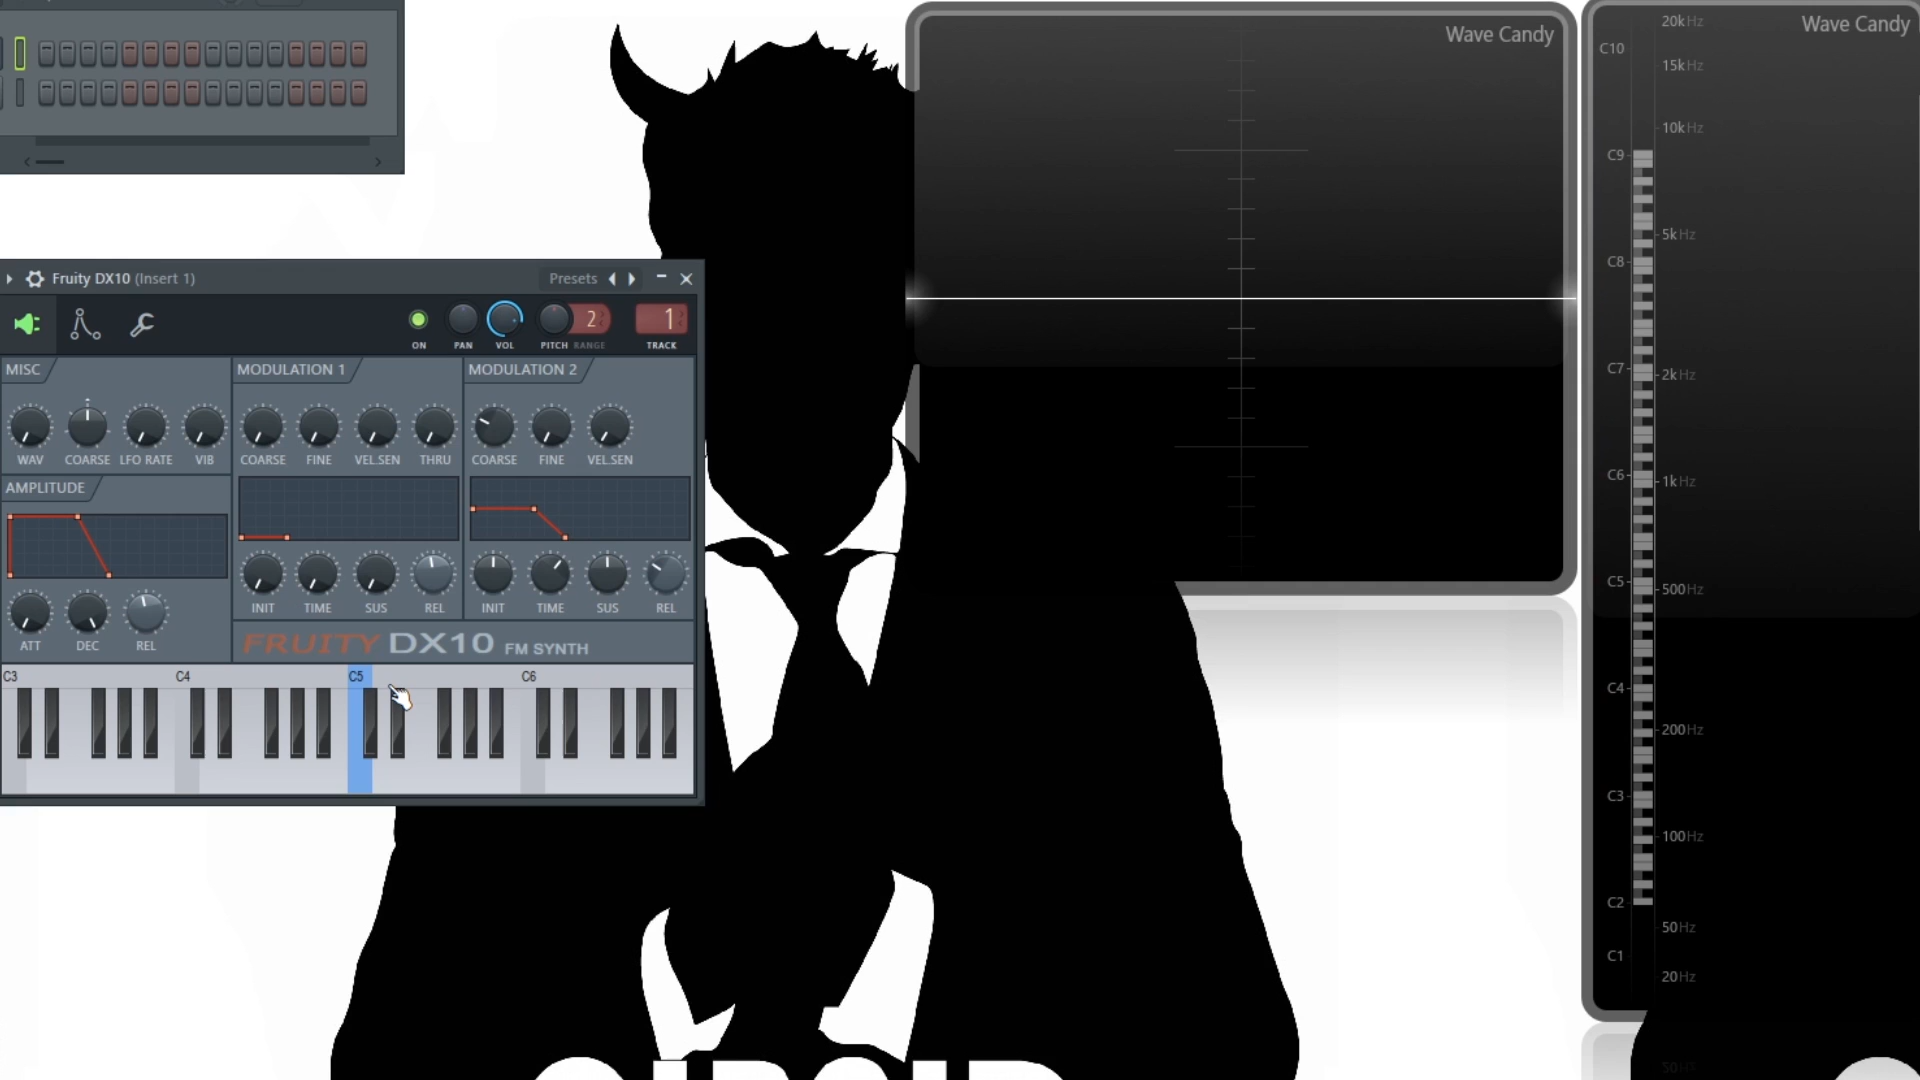 Wave Candy
Wave Candy
20kHz
C10
15kHz
10kHz
C9
5kHz
C8
C7
2kHz
C6
1kHz
C5
500Hz
C4
200Hz
C3
100Hz
C2
50Hz
C1
20Hz
50Hz
Fruity DX10 (Insert 1)
Presets
2
1
ON
PAN
VOL
PITCH RANGE
TRACK
MISC
MODULATION 1
MODULATION 2
WAV
COARSE
LFO RATE
VIB
COARSE
FINE
VEL.SEN
THRU
COARSE
FINE
VEL.SEN
AMPLITUDE
INIT
TIME
SUS
REL
INIT
TIME
SUS
REL
ATT
DEC
REL
FRUITY DX10 FM SYNTH
C3
C4
C5
C6